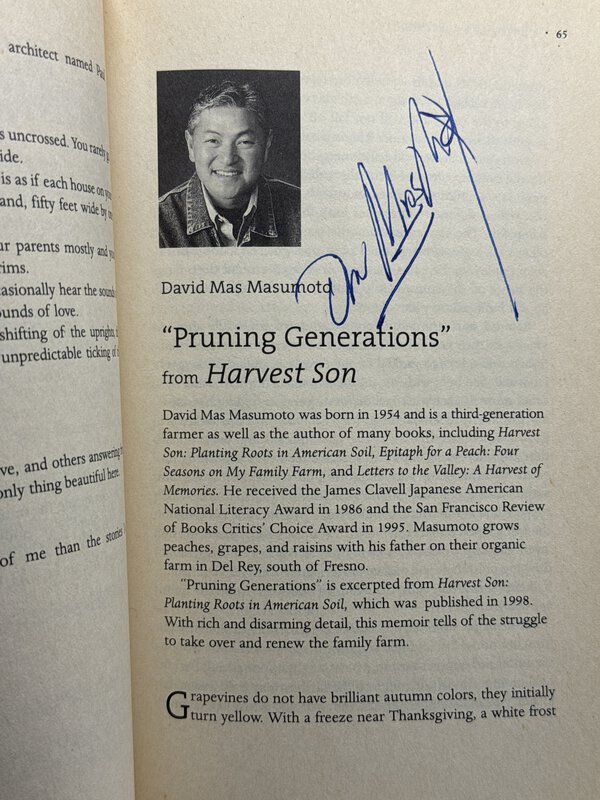 architect named
s uncrossed. You rarely
ide.
is as if each house on
and, fifty feet wide by
ur parents mostly and
rims.
casionally hear the sound
ounds of love.
shifting of the uprights,
unpredictable ticking of
ve, and others answering
only thing beautiful here.
of me than the stories
65
David Mas Masumoto
“Pruning Generations”
from Harvest Son
David Mas Masumoto was born in 1954 and is a third-generation
farmer as well as the author of many books, including Harvest
Son: Planting Roots in American Soil, Epitaph for a Peach: Four
Seasons on My Family Farm, and Letters to the Valley: A Harvest of
Memories. He received the James Clavell Japanese American
National Literacy Award in 1986 and the San Francisco Review
of Books Critics’ Choice Award in 1995. Masumoto grows
peaches, grapes, and raisins with his father on their organic
farm in Del Rey, south of Fresno.
“Pruning Generations” is excerpted from Harvest Son:
Planting Roots in American Soil, which was published in 1998.
With rich and disarming detail, this memoir tells of the struggle
to take over and renew the family farm.
Grapevines do not have brilliant autumn colors, they initially
turn yellow. With a freeze near Thanksgiving, a white frost